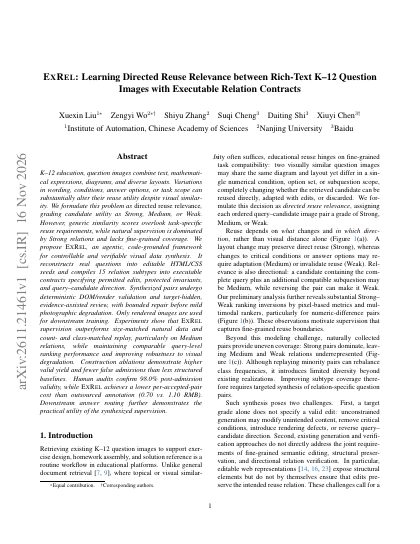 EXREL: Learning Directed Reuse Relevance between Rich-Text K–12 Question
Images with Executable Relation Contracts
Xuexin Liu¹* Zengyi Wo²*† Shiyu Zhang² Suqi Cheng³ Daiting Shi³ Xiuyi Chen³†
¹Institute of Automation, Chinese Academy of Sciences ²Nanjing University ³Baidu
arXiv:2611.21461v1 [cs.IR] 16 Nov 2026
Abstract
K–12 education, question images combine text, mathemati-
cal expressions, diagrams, and diverse layouts. Variations
in wording, conditions, answer options, or task scope can
substantially alter their reuse utility despite visual similar-
ity. We formulate this problem as directed reuse relevance,
grading candidate utility as Strong, Medium, or Weak.
However, generic similarity scores overlook task-specific
reuse requirements, while natural supervision is dominated
by Strong relations and lacks fine-grained coverage. We
propose EXREL, an agentic, code-grounded framework
for controllable and verifiable visual data synthesis. It
reconstructs real questions into editable HTML/CSS
seeds and compiles 15 relation subtypes into executable
contracts specifying permitted edits, protected invariants,
and query–candidate direction. Synthesized pairs undergo
deterministic DOM/render validation and target-hidden,
evidence-assisted review, with bounded repair before mild
photographic degradation. Only rendered images are used
for downstream training. Experiments show that EXREL
supervision outperforms size-matched natural data and
count- and class-matched hybrid, particularly on Medium
relations, while maintaining comparable query-level
ranking performance and improving robustness to visual
degradation. Construction ablations demonstrate higher
valid yield and fewer false admissions than less structured
baselines. Human audits confirm 98.0% post-admission
validity, while EXREL achieves a lower per-accepted-pair
cost than outsourced annotation (0.70 vs. 1.10 RMB).
Downstream answer routing further demonstrates the
practical utility of the synthesized supervision.
1. Introduction
Retrieving existing K–12 question images to support exer-
cise design, homework assembly, and solution reference is a
routine workflow in educational platforms. Unlike general
document retrieval [7, 9], where topical or visual similar-
*Equal contribution. †Corresponding authors.
ity often suffices, educational reuse hinges on fine-grained
task compatibility: two visually similar question images
may share the same diagram and layout yet differ in a sin-
gle numerical condition, option set, or subquestion scope,
completely changing whether the retrieved candidate can be
reused directly, adapted with edits, or discarded. We for-
mulate this decision as directed reuse relevance, assigning
each ordered query–candidate image pair a grade of Strong,
Medium, or Weak.
Reuse depends on what changes and in which direc-
tion, rather than visual distance alone (Figure 1(a)). A
layout change may preserve direct reuse (Strong), whereas
changes to critical conditions or answer options may re-
quire adaptation (Medium) or invalidate reuse (Weak). Rel-
evance is also directional: a candidate containing the com-
plete query plus an additional compatible subquestion may
be Medium, while reversing the pair can make it Weak.
Our preliminary analysis further reveals substantial Strong–
Weak ranking inversions by pixel-based metrics and mul-
timodal rankers, particularly for numeric-difference pairs
(Figure 1(b)). These observations motivate supervision that
captures fine-grained reuse boundaries.
Beyond this modeling challenge, naturally collected
pairs provide uneven coverage: Strong pairs dominate, leav-
ing Medium and Weak relations underrepresented (Fig-
ure 1(c)). Although replaying minority pairs can rebalance
class frequencies, it introduces limited diversity beyond
existing realizations. Improving subtype coverage there-
fore requires targeted synthesis of relation-specific question
pairs.
Such synthesis poses two challenges. First, a target
grade alone does not specify a valid edit: unconstrained
generation may modify unintended content, remove critical
conditions, introduce rendering defects, or reverse query–
candidate direction. Second, existing generation and verifi-
cation approaches do not directly address the joint require-
ments of fine-grained semantic editing, structural preser-
vation, and directional relation verification. In particular,
editable web representations [14, 16, 23] expose structural
elements but do not by themselves ensure that edits pre-
serve the intended reuse relation. These challenges call for a
1